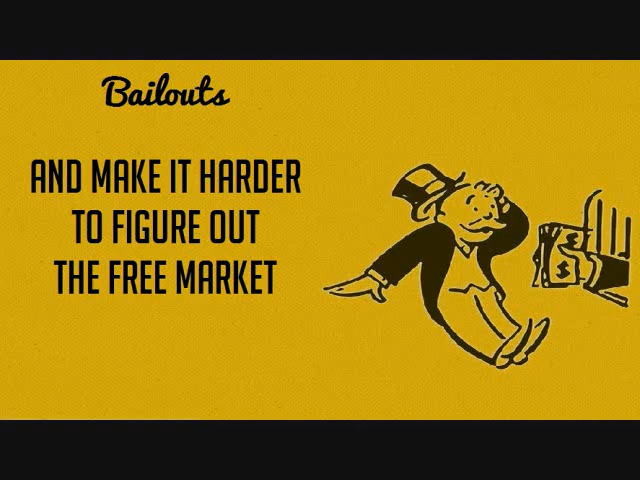 Bailouts
AND MAKE IT HARDER
TO FIGURE OUT
THE FREE MARKET
$
$